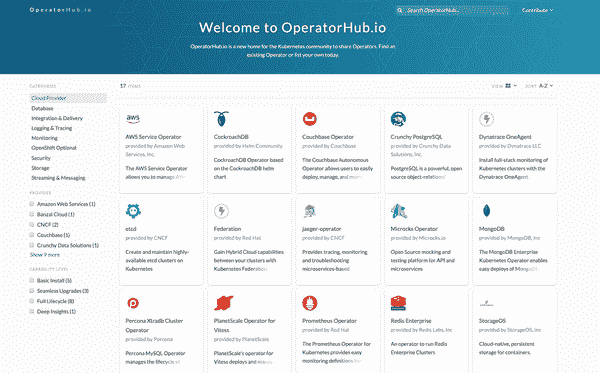 OperatorHub.io
Search OperatorHub...
Contribute
Welcome to OperatorHub.io
OperatorHub.io is a new home for the Kubernetes community to share Operators. Find an
existing Operator or list your own today.
CATEGORIES
Cloud Provider
Database
Integration & Delivery
Logging & Tracing
Monitoring
OpenShift Optional
Security
Storage
Streaming & Messaging
PROVIDER
Amazon Web Services (1)
Banzai Cloud (1)
CNCF (2)
Couchbase (1)
Crunchy Data Solutions (1)
Show 9 more
CAPABILITY LEVEL
Basic Install (1)
Seamless Upgrades (3)
Full Lifecycle (8)
Deep Insights (1)
17 ITEMS
VIEW
SORT A-Z
aws
AWS Service Operator
provided by Amazon Web
Services, Inc.
The AWS Service Operator
allows you to manage
CockroachDB
provided by Helm Community
CockroachDB Operator based
on the CockroachDB helm
chart
Couchbase Operator
provided by Couchbase
The Couchbase Autonomous
Operator allows users to easily
deploy, manage, and
Crunchy PostgreSQL
provided by Crunchy Data
Solutions, Inc.
PostgreSQL is a powerful, open
source object-relational
Dynatrace OneAgent
provided by Dynatrace LLC
Install full-stack monitoring of
Kubernetes clusters with the
Dynatrace OneAgent.
etcd
provided by CNCF
Create and maintain highly-
available etcd clusters on
Kubernetes
Federation
provided by Red Hat
Gain Hybrid Cloud capabilities
between your clusters with
Kubernetes Federation.
jaeger-operator
provided by CNCF
Provides tracing, monitoring
and troubleshooting
microservices-based
Microcks Operator
provided by Microcks.io
Open Source mocking and
testing platform for API and
microservices
MongoDB
provided by MongoDB, Inc
The MongoDB Enterprise
Kubernetes Operator enables
easy deploys of MongoDB
Percona Xtradb Cluster
Operator
provided by Percona
Percona MySQL Operator
manages the lifecycle of
PlanetScale Operator for
Vitess
provided by PlanetScale
PlanetScale's operator for
Vitess deploys and
Prometheus Operator
provided by Red Hat
The Prometheus Operator for
Kubernetes provides easy
monitoring definitions
Redis Enterprise
provided by Redis Labs, Inc
An operator to run Redis
Enterprise Clusters
StorageOS
provided by StorageOS, Inc
Cloud-native, persistent
storage for containers.